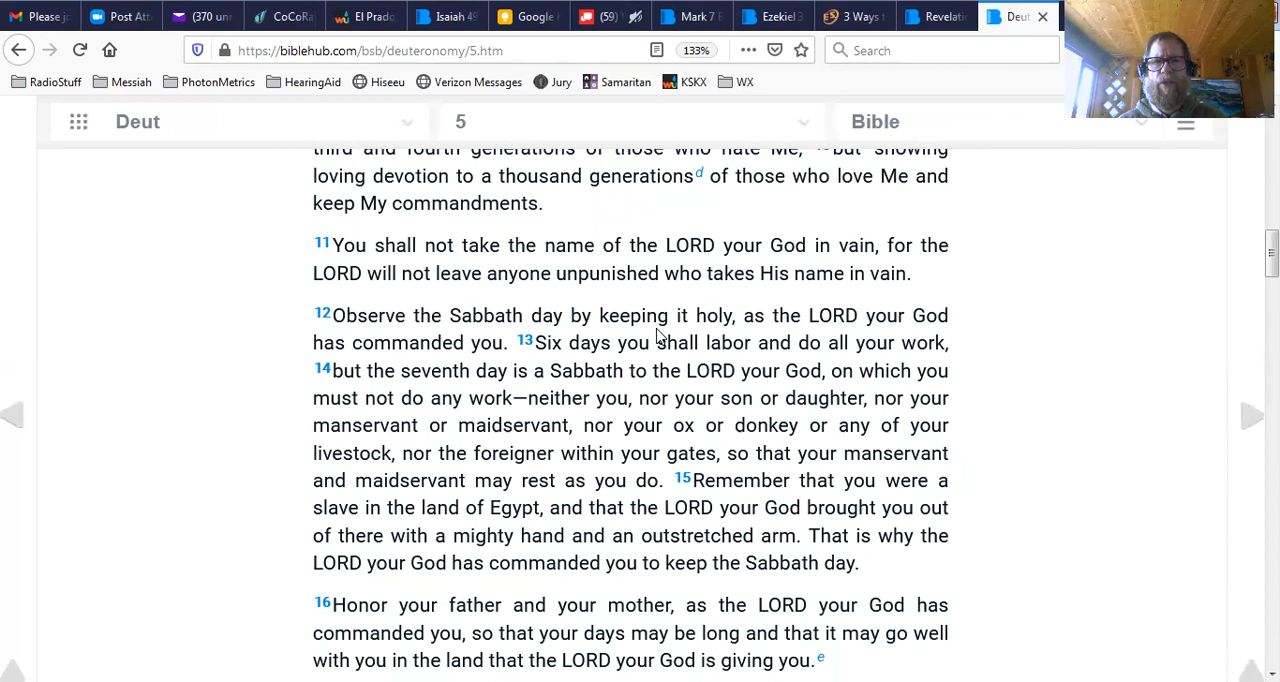 Please jo Post Atte (370 unr CoCoRa El Prado Isaiah 49 Google (59) Mark 7 B Ezekiel 3 3 Ways t Revelati Deut
https://biblehub.com/bsb/deuteronomy/5.htm 133% Search
RadioStuff Messiah PhotonMetrics HearingAid Hiseeu Verizon Messages Jury Samaritan KSKX WX
Deut 5 Bible
third and fourth generations of those who hate Me, 10but showing
loving devotion to a thousand generationsd of those who love Me and
keep My commandments.
11You shall not take the name of the LORD your God in vain, for the
LORD will not leave anyone unpunished who takes His name in vain.
12Observe the Sabbath day by keeping it holy, as the LORD your God
has commanded you. 13Six days you shall labor and do all your work,
14but the seventh day is a Sabbath to the LORD your God, on which you
must not do any work—neither you, nor your son or daughter, nor your
manservant or maidservant, nor your ox or donkey or any of your
livestock, nor the foreigner within your gates, so that your manservant
and maidservant may rest as you do. 15Remember that you were a
slave in the land of Egypt, and that the LORD your God brought you out
of there with a mighty hand and an outstretched arm. That is why the
LORD your God has commanded you to keep the Sabbath day.
16Honor your father and your mother, as the LORD your God has
commanded you, so that your days may be long and that it may go well
with you in the land that the LORD your God is giving you.e